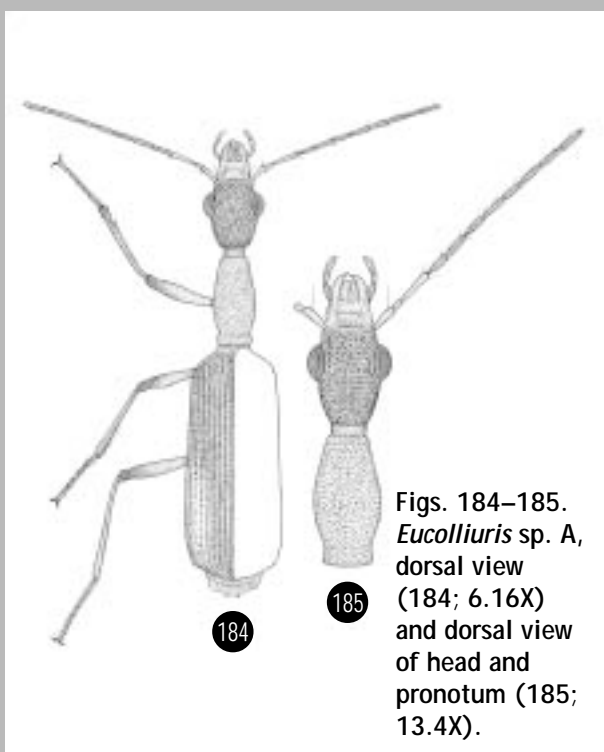 184
185
Figs. 184–185.
Eucolliuris sp. A,
dorsal view
(184; 6.16X)
and dorsal view
of head and
pronotum (185;
13.4X).